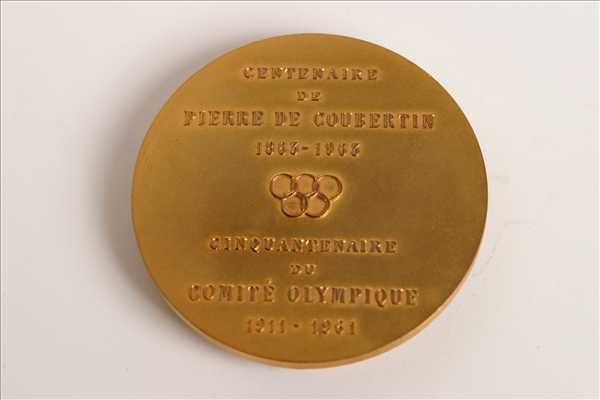 CENTENAIRE
DE
PIERRE DE COUBERTIN
1863-1963
CINQUANTENAIRE
DU
COMITÉ OLYMPIQUE
1911 - 1961